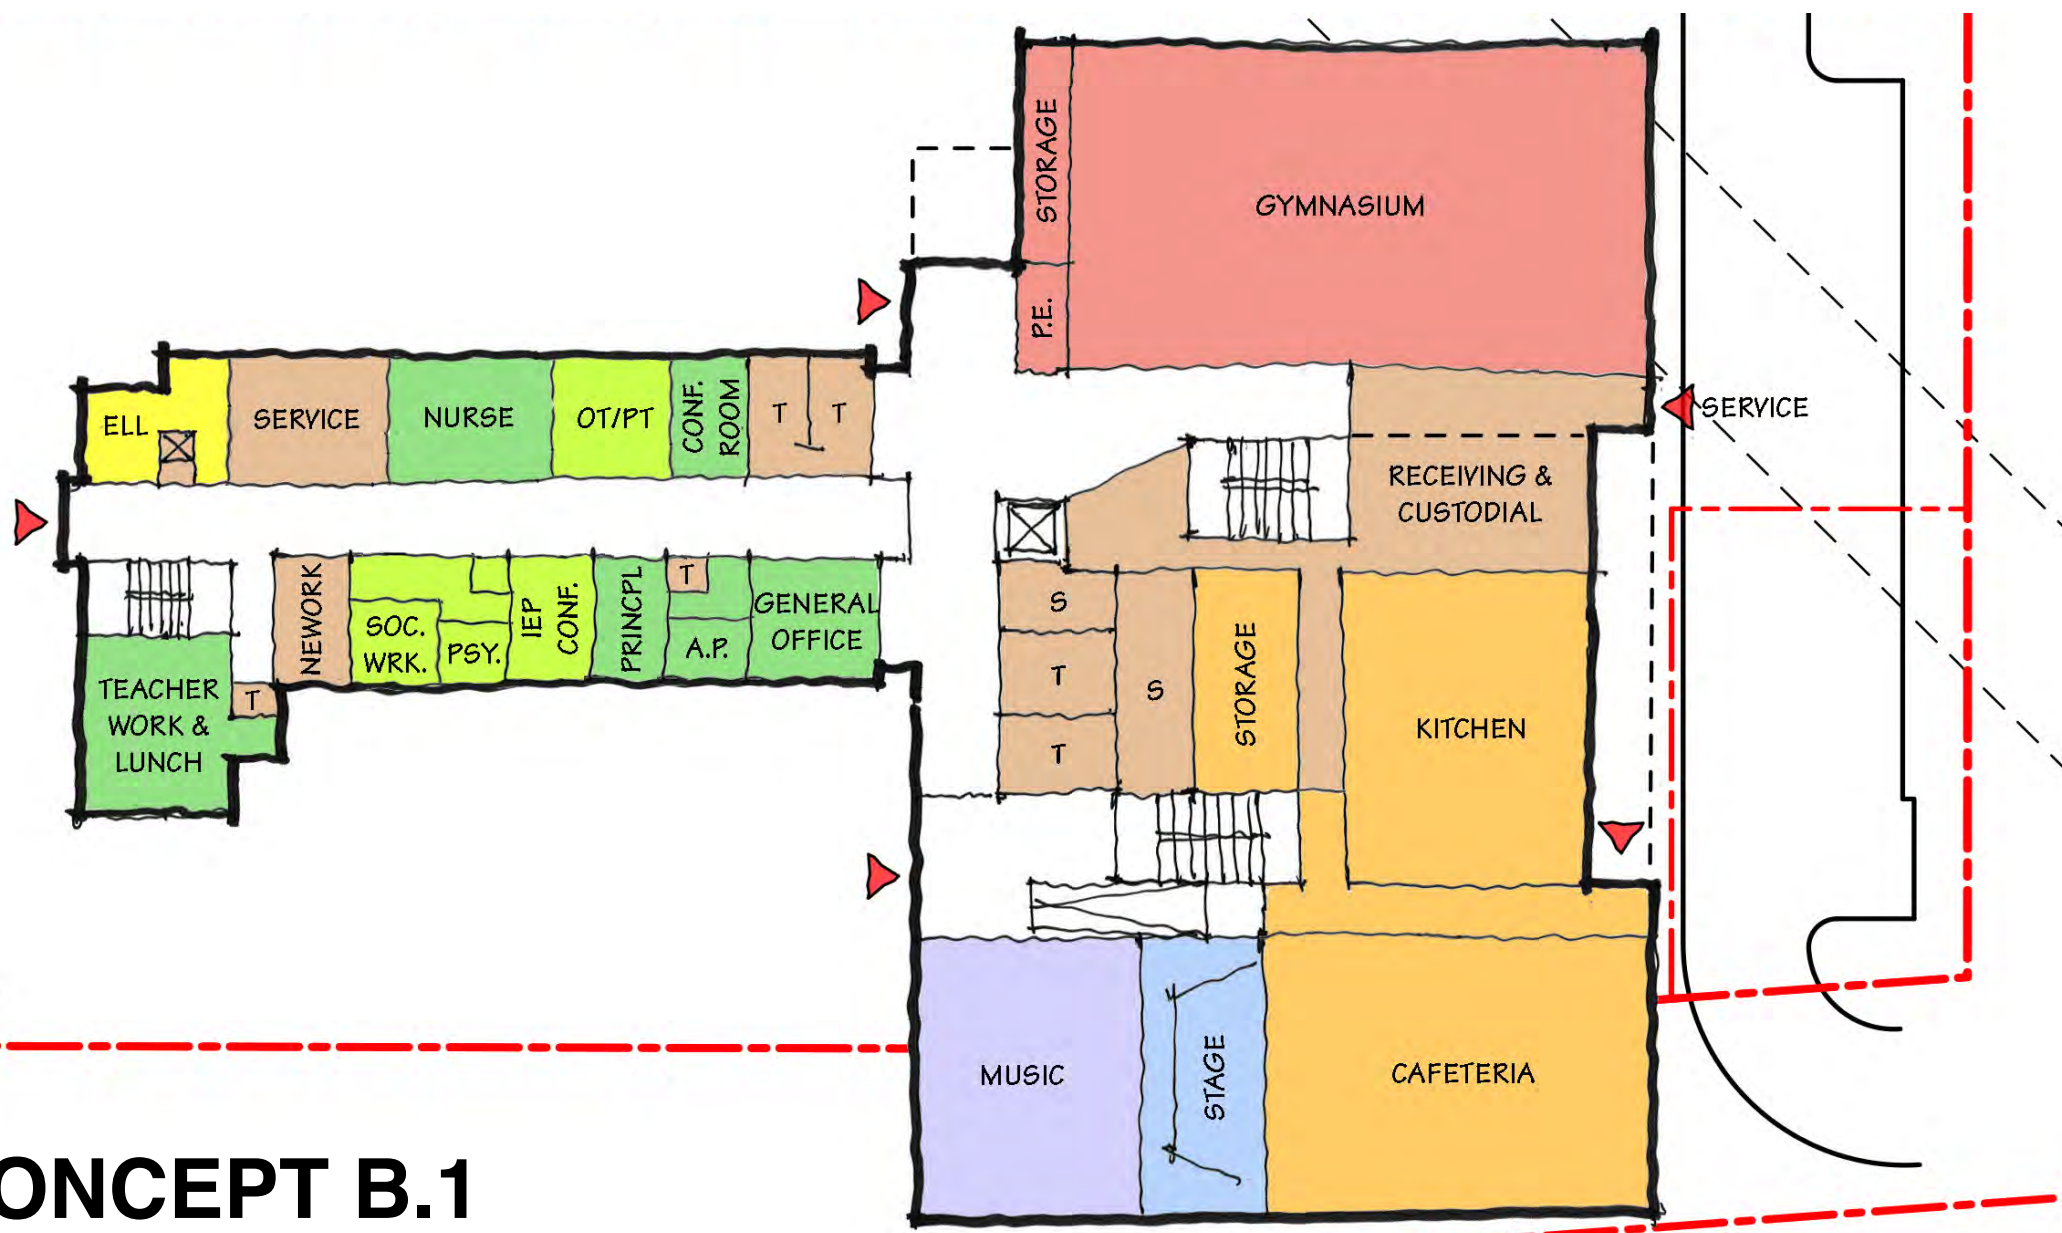 STORAGE
GYMNASIUM
P.E.
ELL
SERVICE
NURSE
OT/PT
CONF.
ROOM
T
T
SERVICE
RECEIVING &
CUSTODIAL
NEWORK
SOC.
WRK.
PSY.
IEP
CONF.
PRINCPL
T
A.P.
GENERAL
OFFICE
S
T
T
S
STORAGE
KITCHEN
TEACHER
WORK &
LUNCH
T
MUSIC
STAGE
CAFETERIA
ONCEPT B.1